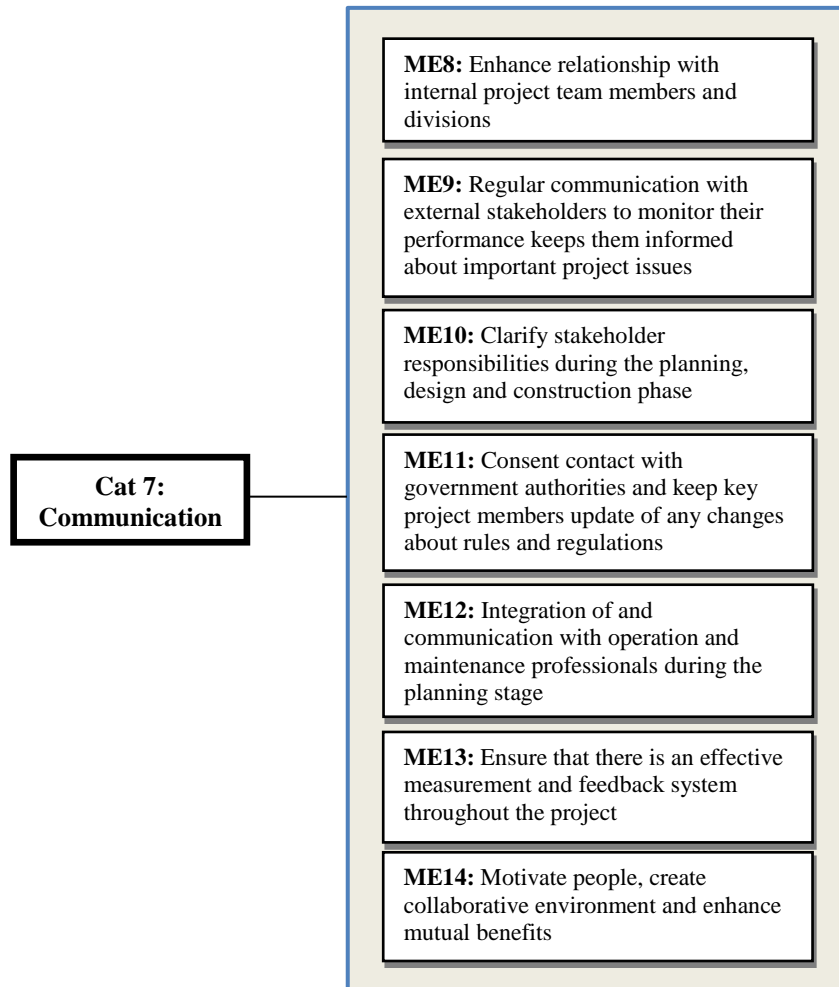 ME8: Enhance relationship with
internal project team members and
divisions
ME9: Regular communication with
external stakeholders to monitor their
performance keeps them informed
about important project issues
ME10: Clarify stakeholder
responsibilities during the planning,
design and construction phase
Cat 7:
Communication
ME11: Consent contact with
government authorities and keep key
project members update of any changes
about rules and regulations
ME12: Integration of and
communication with operation and
maintenance professionals during the
planning stage
ME13: Ensure that there is an effective
measurement and feedback system
throughout the project
ME14: Motivate people, create
collaborative environment and enhance
mutual benefits